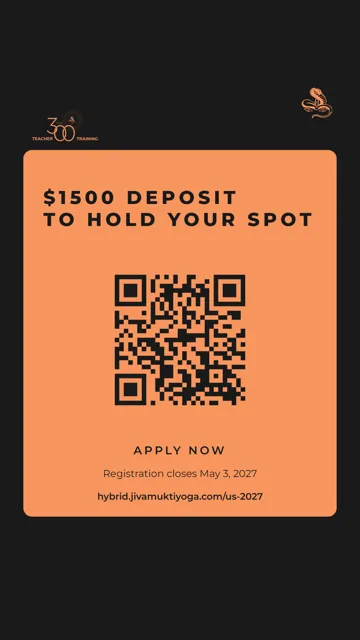 300
TEACHER TRAINING
$1500 DEPOSIT
TO HOLD YOUR SPOT
APPLY NOW
Registration closes May 3, 2027
hybrid.jivamuktiyoga.com/us-2027